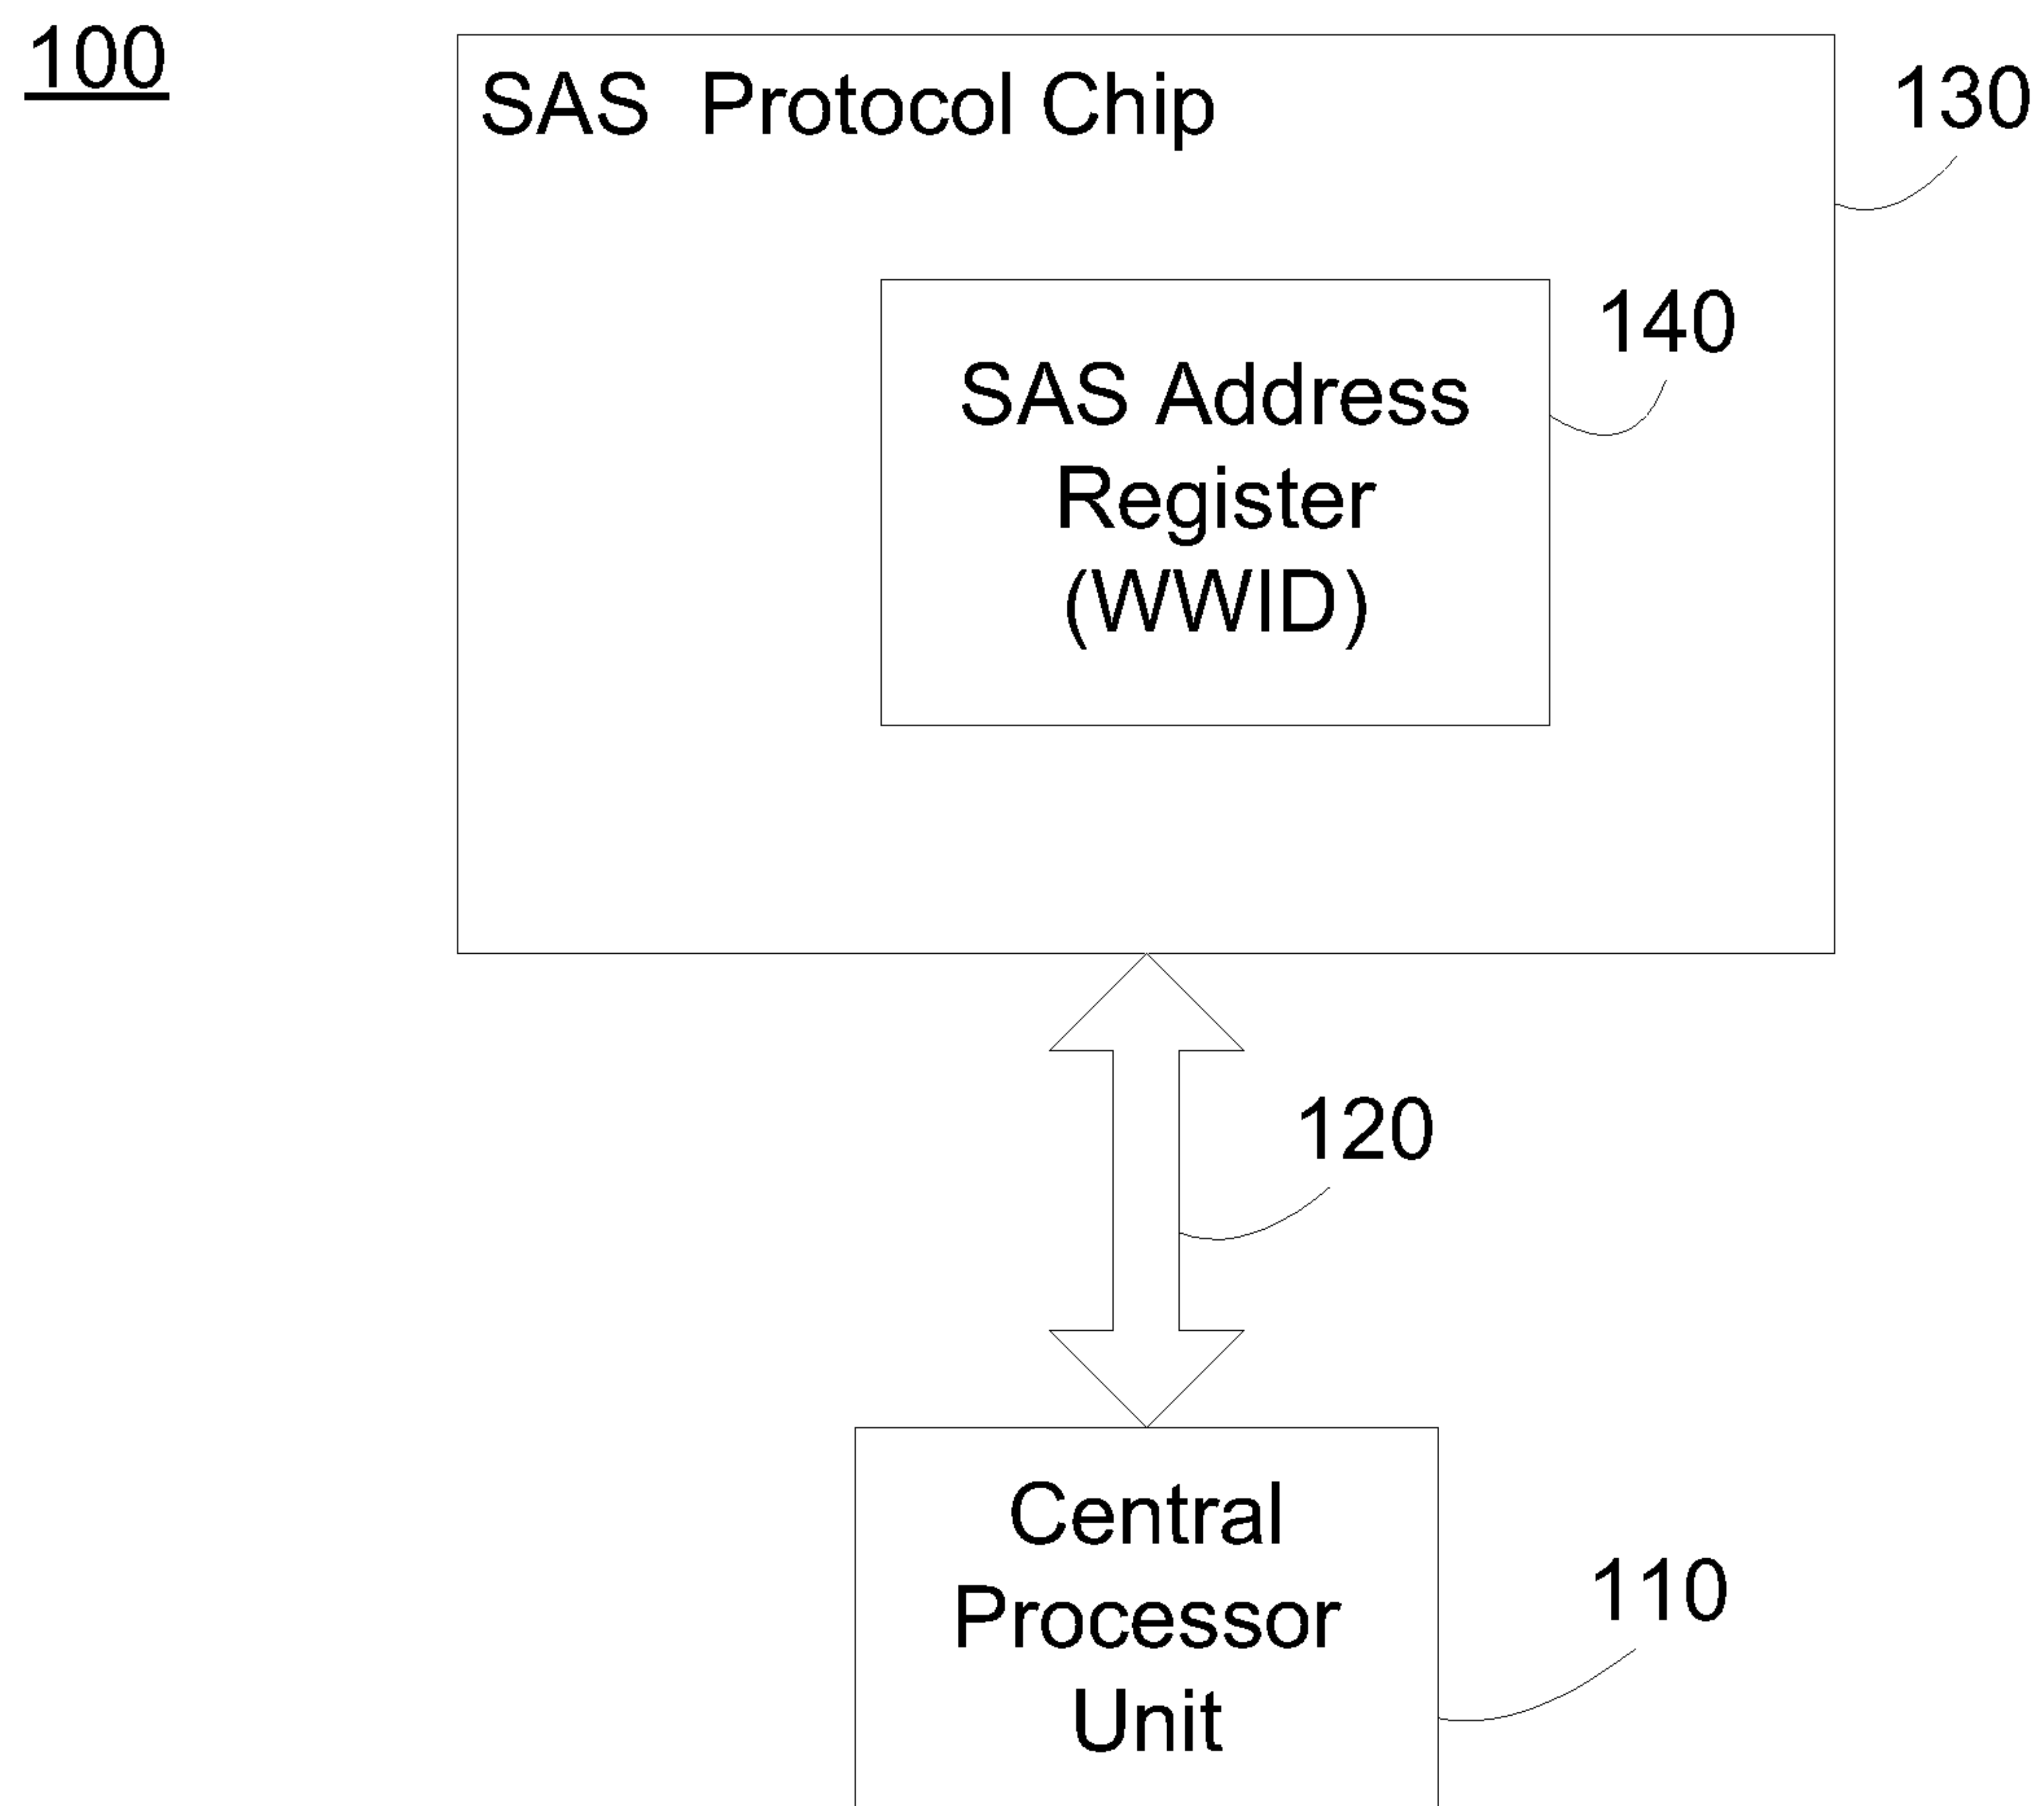 100
SAS Protocol Chip
130
140
SAS Address
Register
(WWID)
120
Central
Processor
Unit
110